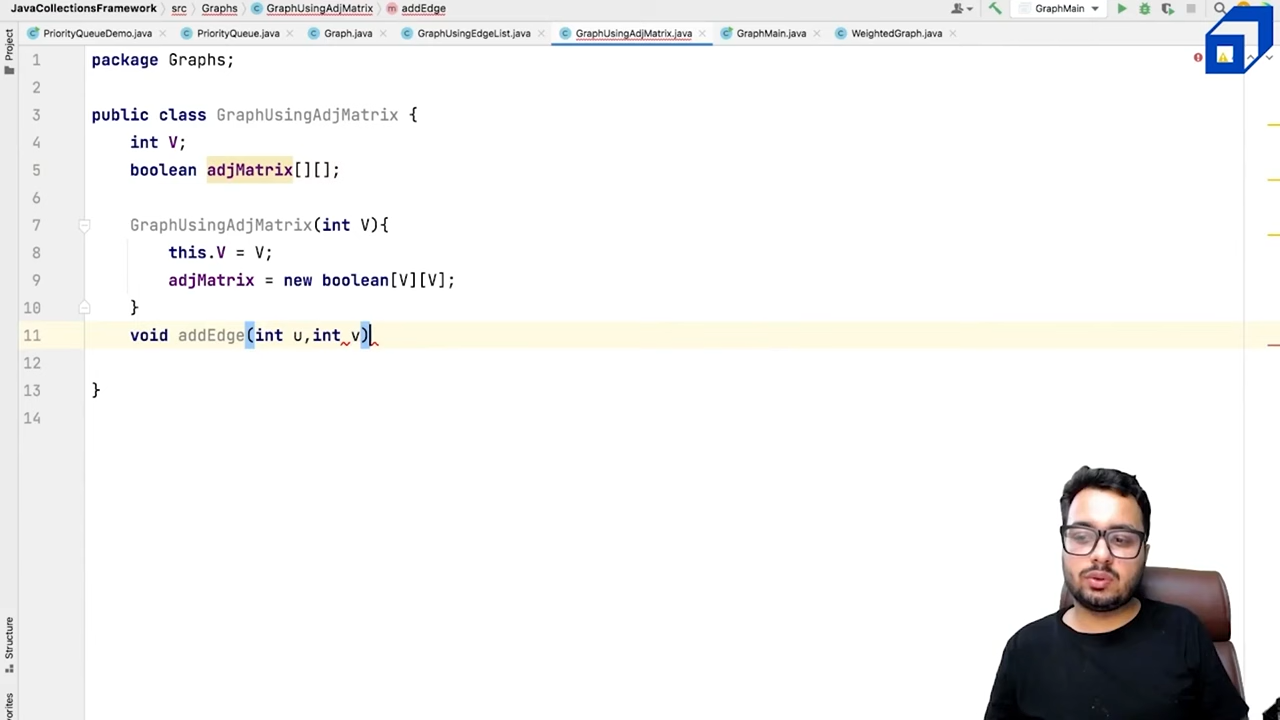 JavaCollectionsFramework src Graphs GraphUsingAdjMatrix addEdge GraphMain
PriorityQueueDemo.java PriorityQueue.java Graph.java GraphUsingEdgeList.java GraphUsingAdjMatrix.java GraphMain.java WeightedGraph.java
Project
1 package Graphs;
2
3 public class GraphUsingAdjMatrix {
4 int V;
5 boolean adjMatrix[][];
6
7 GraphUsingAdjMatrix(int V){
8 this.V = V;
9 adjMatrix = new boolean[V][V];
10 }
11 void addEdge(int u,int v)
12
13 }
14
Structure